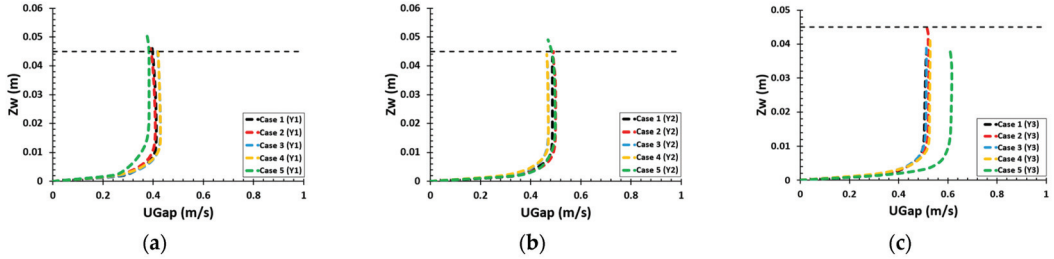 0.06
0.05
0.04
0.03
0.02
0.01
0
Zw (m)
Case 1 (Y1)
Case 2 (Y1)
Case 3 (Y1)
Case 4 (Y1)
Case 5 (Y1)
0 0.2 0.4 0.6 0.8 1
UGap (m/s)
(a)
0.06
0.05
0.04
0.03
0.02
0.01
0
Zw (m)
Case 1 (Y2)
Case 2 (Y2)
Case 3 (Y2)
Case 4 (Y2)
Case 5 (Y2)
0 0.2 0.4 0.6 0.8 1
UGap (m/s)
(b)
0.05
0.04
0.03
0.02
0.01
0
Zw (m)
Case 1 (Y3)
Case 2 (Y3)
Case 3 (Y3)
Case 4 (Y3)
Case 5 (Y3)
0 0.2 0.4 0.6 0.8 1
UGap (m/s)
(c)